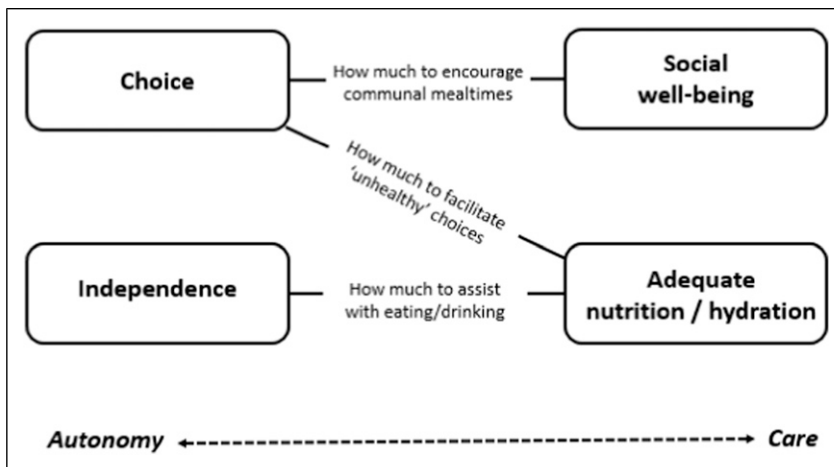 Choice
How much to encourage
communal mealtimes
Social
well-being
How much to facilitate
'unhealthy' choices
Independence
How much to assist
with eating/drinking
Adequate
nutrition / hydration
Autonomy
Care